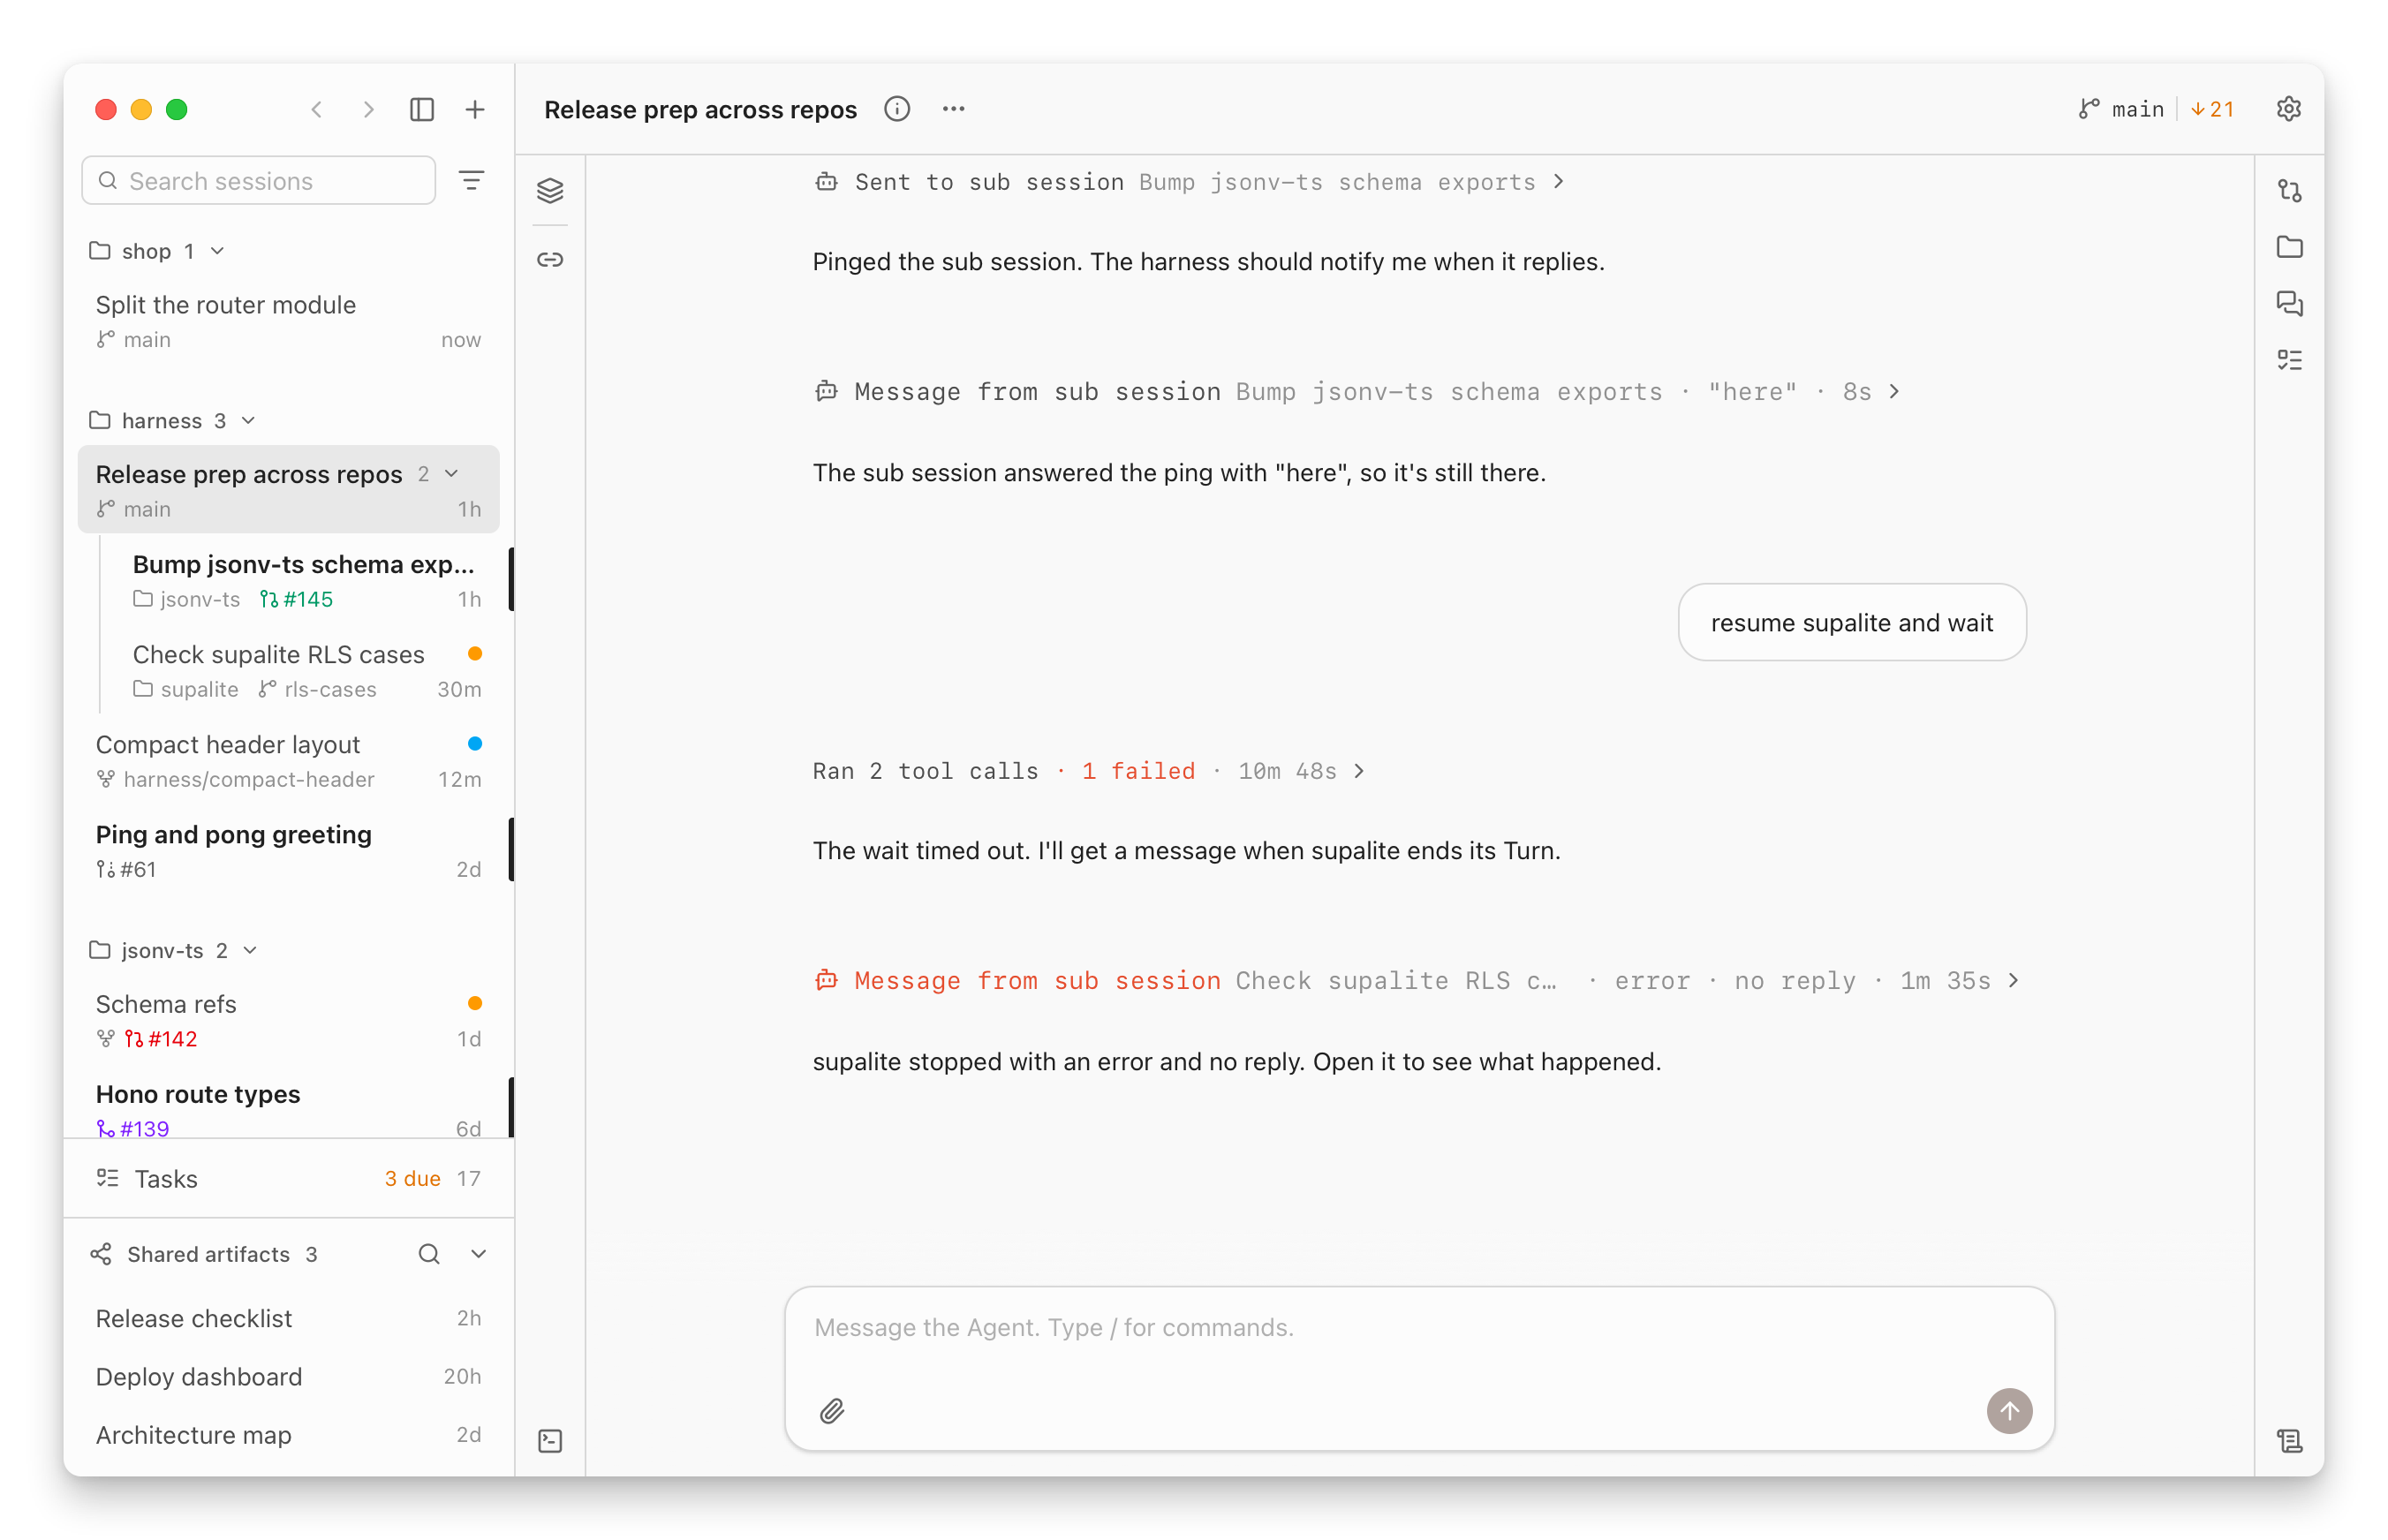 Search sessions
shop 1
Split the router module
main now
harness 3
Release prep across repos 2
main 1h
Bump jsonv-ts schema exp...
jsonv-ts #145 1h
Check supalite RLS cases
supalite rls-cases 30m
Compact header layout
harness/compact-header 12m
Ping and pong greeting
#61 2d
jsonv-ts 2
Schema refs
#142 1d
Hono route types
#139 6d
Tasks 3 due 17
Shared artifacts 3
Release checklist 2h
Deploy dashboard 20h
Architecture map 2d
Release prep across repos
main 21
Sent to sub session Bump jsonv-ts schema exports
Pinged the sub session. The harness should notify me when it replies.
Message from sub session Bump jsonv-ts schema exports · "here" · 8s
The sub session answered the ping with "here", so it's still there.
resume supalite and wait
Ran 2 tool calls · 1 failed · 10m 48s
The wait timed out. I'll get a message when supalite ends its Turn.
Message from sub session Check supalite RLS c… · error · no reply · 1m 35s
supalite stopped with an error and no reply. Open it to see what happened.
Message the Agent. Type / for commands.